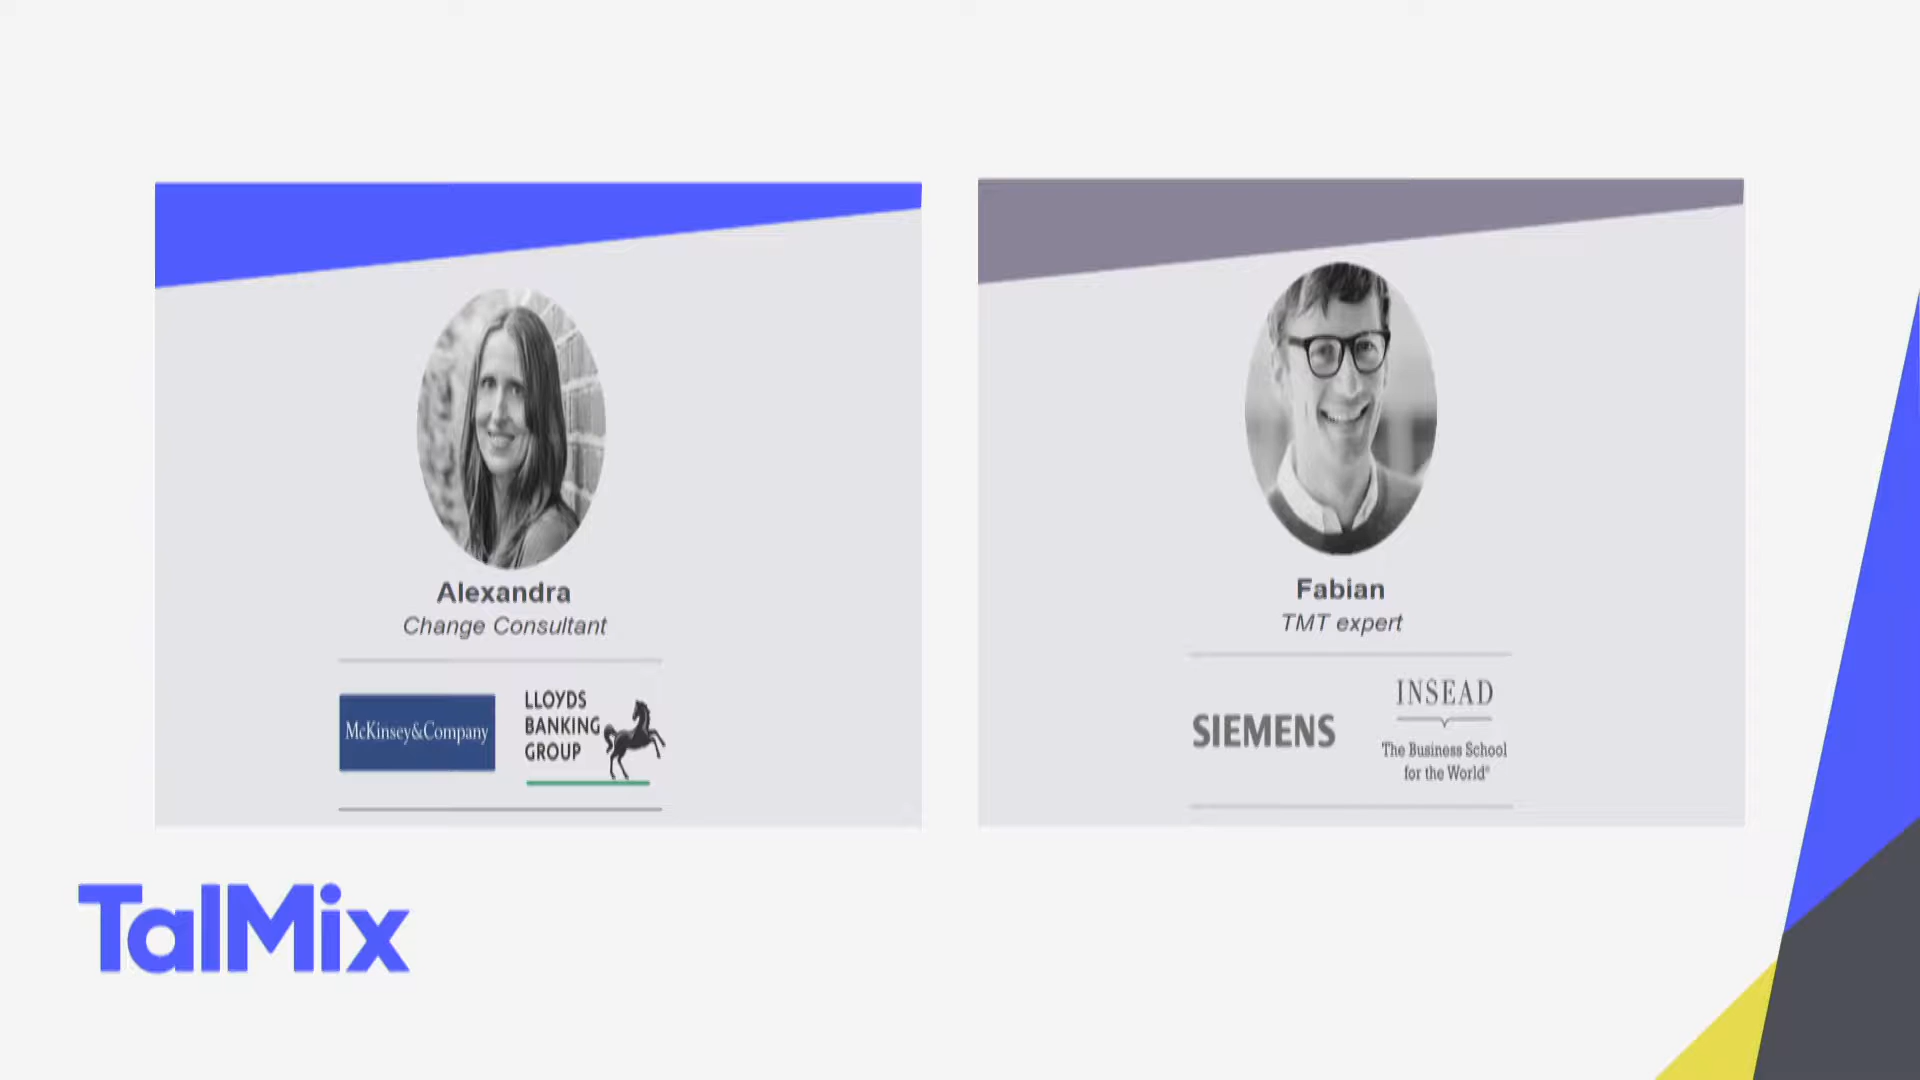 Alexandra
Change Consultant
McKinsey&Company
LLOYDS
BANKING
GROUP
Fabian
TMT expert
SIEMENS
INSEAD
The Business School
for the World®
TalMix